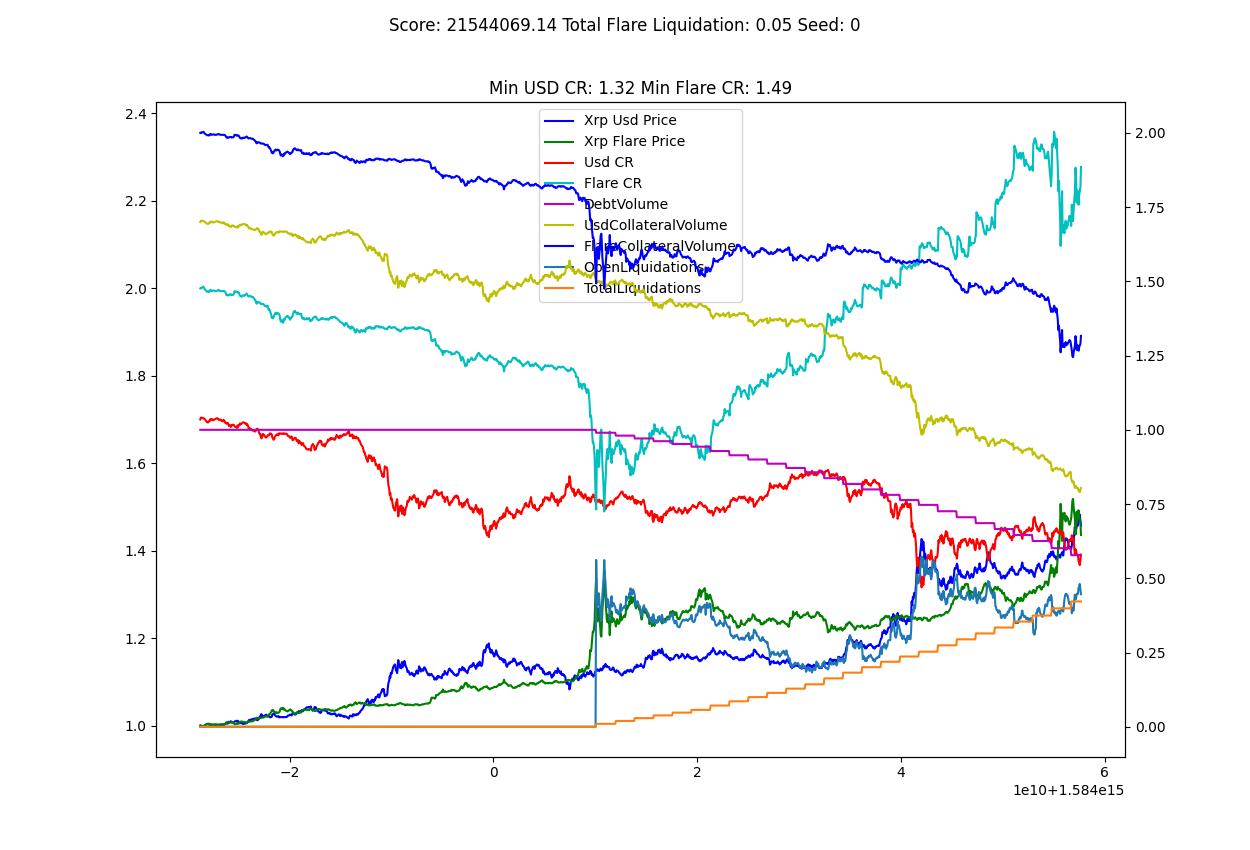 Score: 21544069.14 Total Flare Liquidation: 0.05 Seed: 0
Min USD CR: 1.32 Min Flare CR: 1.49
2.4
2.2
2.0
1.8
1.6
1.4
1.2
1.0
Xrp Usd Price
Xrp Flare Price
Usd CR
Flare CR
DebtVolume
UsdCollateralVolume
FlareCollateralVolume
OpenLiquidations
TotalLiquidations
2.00
1.75
1.50
1.25
1.00
0.75
0.50
0.25
0.00
−2 0 2 4 6
1e10+1.584e15